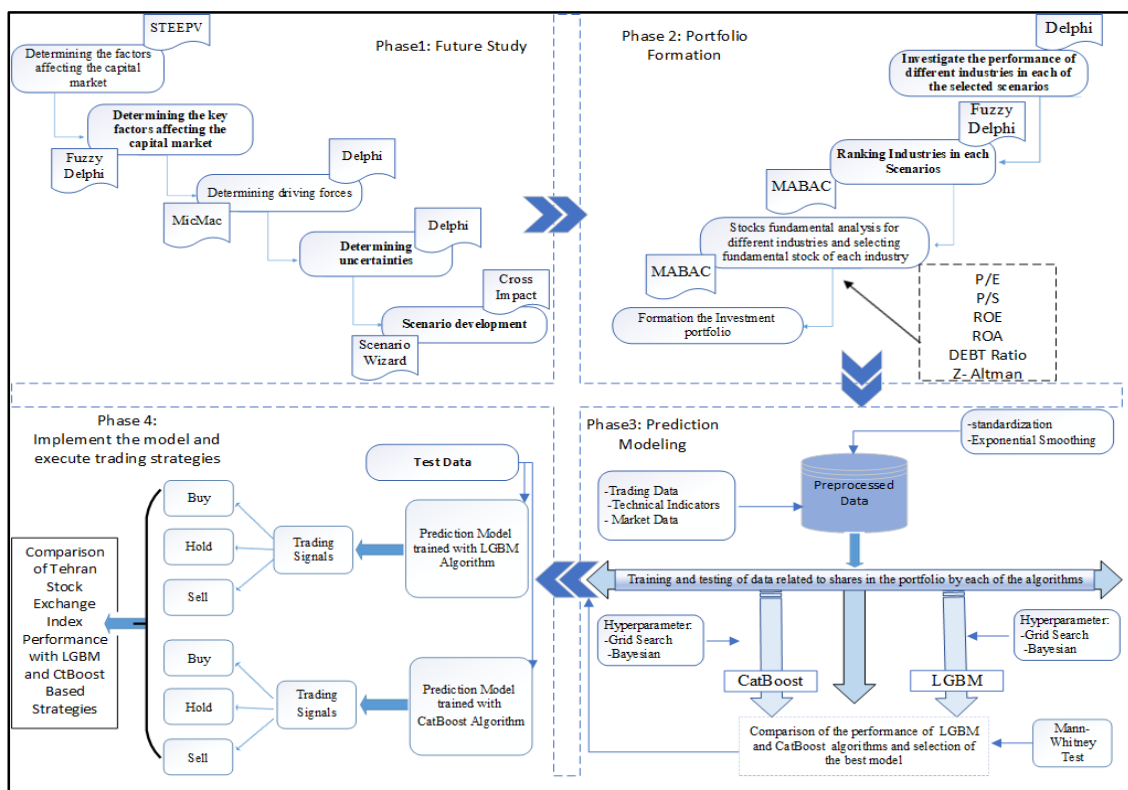 STEEPV
Phase1: Future Study
Determining the factors
affecting the capital
market
Determining the key
factors affecting the
capital market
Fuzzy
Delphi
Delphi
Determining driving forces
MicMac
Delphi
Determining
uncertainties
Cross
Impact
Scenario development
Scenario
Wizard
Phase 2: Portfolio
Formation
Delphi
Investigate the performance of
different industries in each of
the selected scenarios
Fuzzy
Delphi
Ranking Industries in each
Scenarios
MABAC
Stocks fundamental analysis for
different industries and selecting
fundamental stock of each industry
MABAC
Formation the Investment
portfolio
P/E
P/S
ROE
ROA
DEBT Ratio
Z- Altman
Phase3: Prediction
Modeling
-standardization
-Exponential Smoothing
Preprocessed
Data
-Trading Data
-Technical Indicators
- Market Data
Training and testing of data related to shares in the portfolio by each of the algorithms
Hyperparameter:
-Grid Search
-Bayesian
Hyperparameter:
-Grid Search
-Bayesian
CatBoost
LGBM
Comparison of the performance of LGBM
and CatBoost algorithms and selection of
the best model
Mann-
Whitney
Test
Phase 4:
Implement the model and
execute trading strategies
Test Data
Prediction Model
trained with LGBM
Algorithm
Trading
Signals
Buy
Hold
Sell
Prediction Model
trained with
CatBoost Algorithm
Trading
Signals
Buy
Hold
Sell
Comparison
of Tehran
Stock
Exchange
Index
Performance
with LGBM
and CtBoost
Based
Strategies